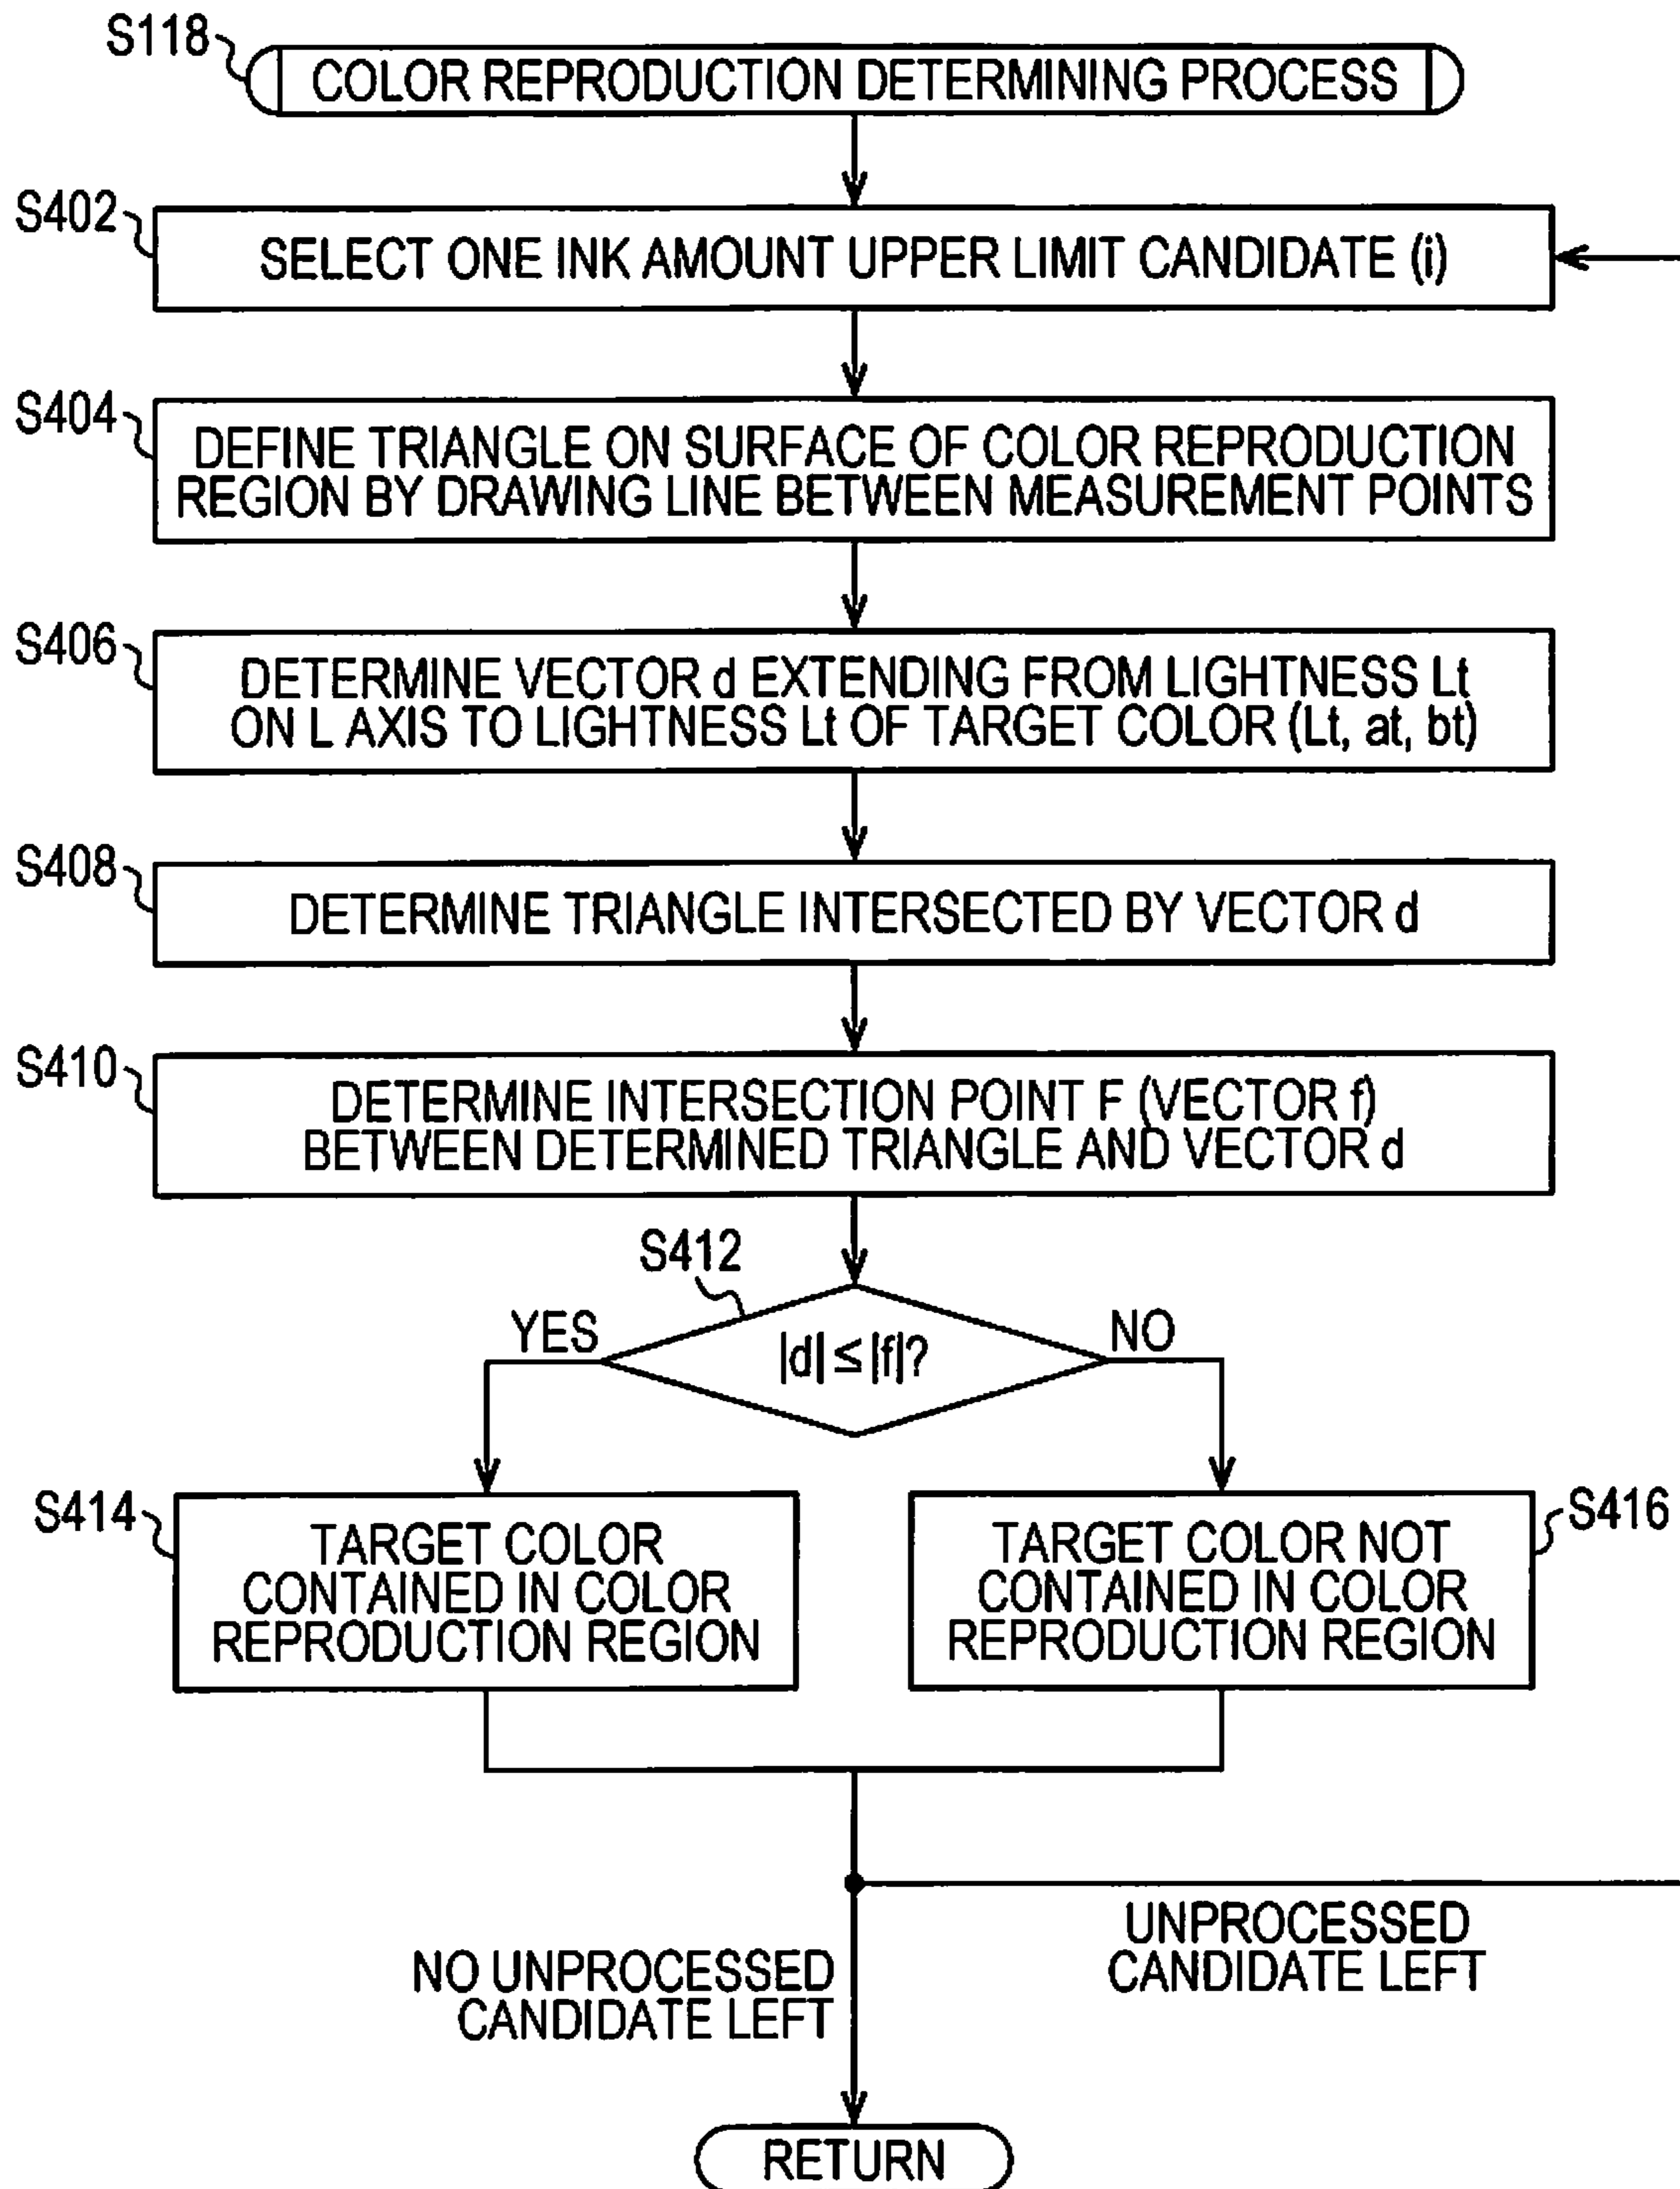 S118
COLOR REPRODUCTION DETERMINING PROCESS
S402
SELECT ONE INK AMOUNT UPPER LIMIT CANDIDATE (i)
S404
DEFINE TRIANGLE ON SURFACE OF COLOR REPRODUCTION
REGION BY DRAWING LINE BETWEEN MEASUREMENT POINTS
S406
DETERMINE VECTOR d EXTENDING FROM LIGHTNESS Lt
ON L AXIS TO LIGHTNESS Lt OF TARGET COLOR (Lt, at, bt)
S408
DETERMINE TRIANGLE INTERSECTED BY VECTOR d
S410
DETERMINE INTERSECTION POINT F (VECTOR f)
BETWEEN DETERMINED TRIANGLE AND VECTOR d
S412
YES
|d| ≤ |f|?
NO
S414
TARGET COLOR
CONTAINED IN COLOR
REPRODUCTION REGION
S416
TARGET COLOR NOT
CONTAINED IN COLOR
REPRODUCTION REGION
UNPROCESSED
CANDIDATE LEFT
NO UNPROCESSED
CANDIDATE LEFT
RETURN